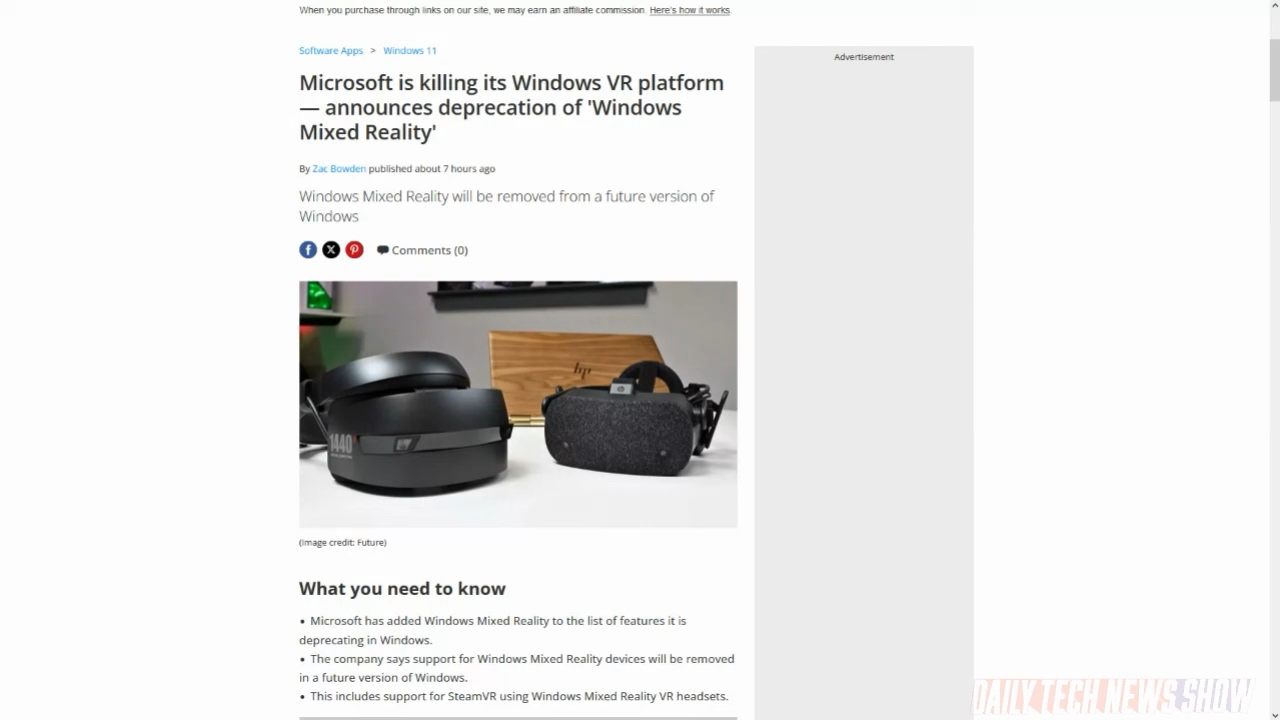 When you purchase through links on our site, we may earn an affiliate commission. Here's how it works.
Software Apps > Windows 11
Advertisement
Microsoft is killing its Windows VR platform
— announces deprecation of 'Windows
Mixed Reality'
By Zac Bowden published about 7 hours ago
Windows Mixed Reality will be removed from a future version of
Windows
Comments (0)
hp
1440
(Image credit: Future)
What you need to know
• Microsoft has added Windows Mixed Reality to the list of features it is
deprecating in Windows.
• The company says support for Windows Mixed Reality devices will be removed
in a future version of Windows.
• This includes support for SteamVR using Windows Mixed Reality VR headsets.
DAILY TECH NEWS SHOW